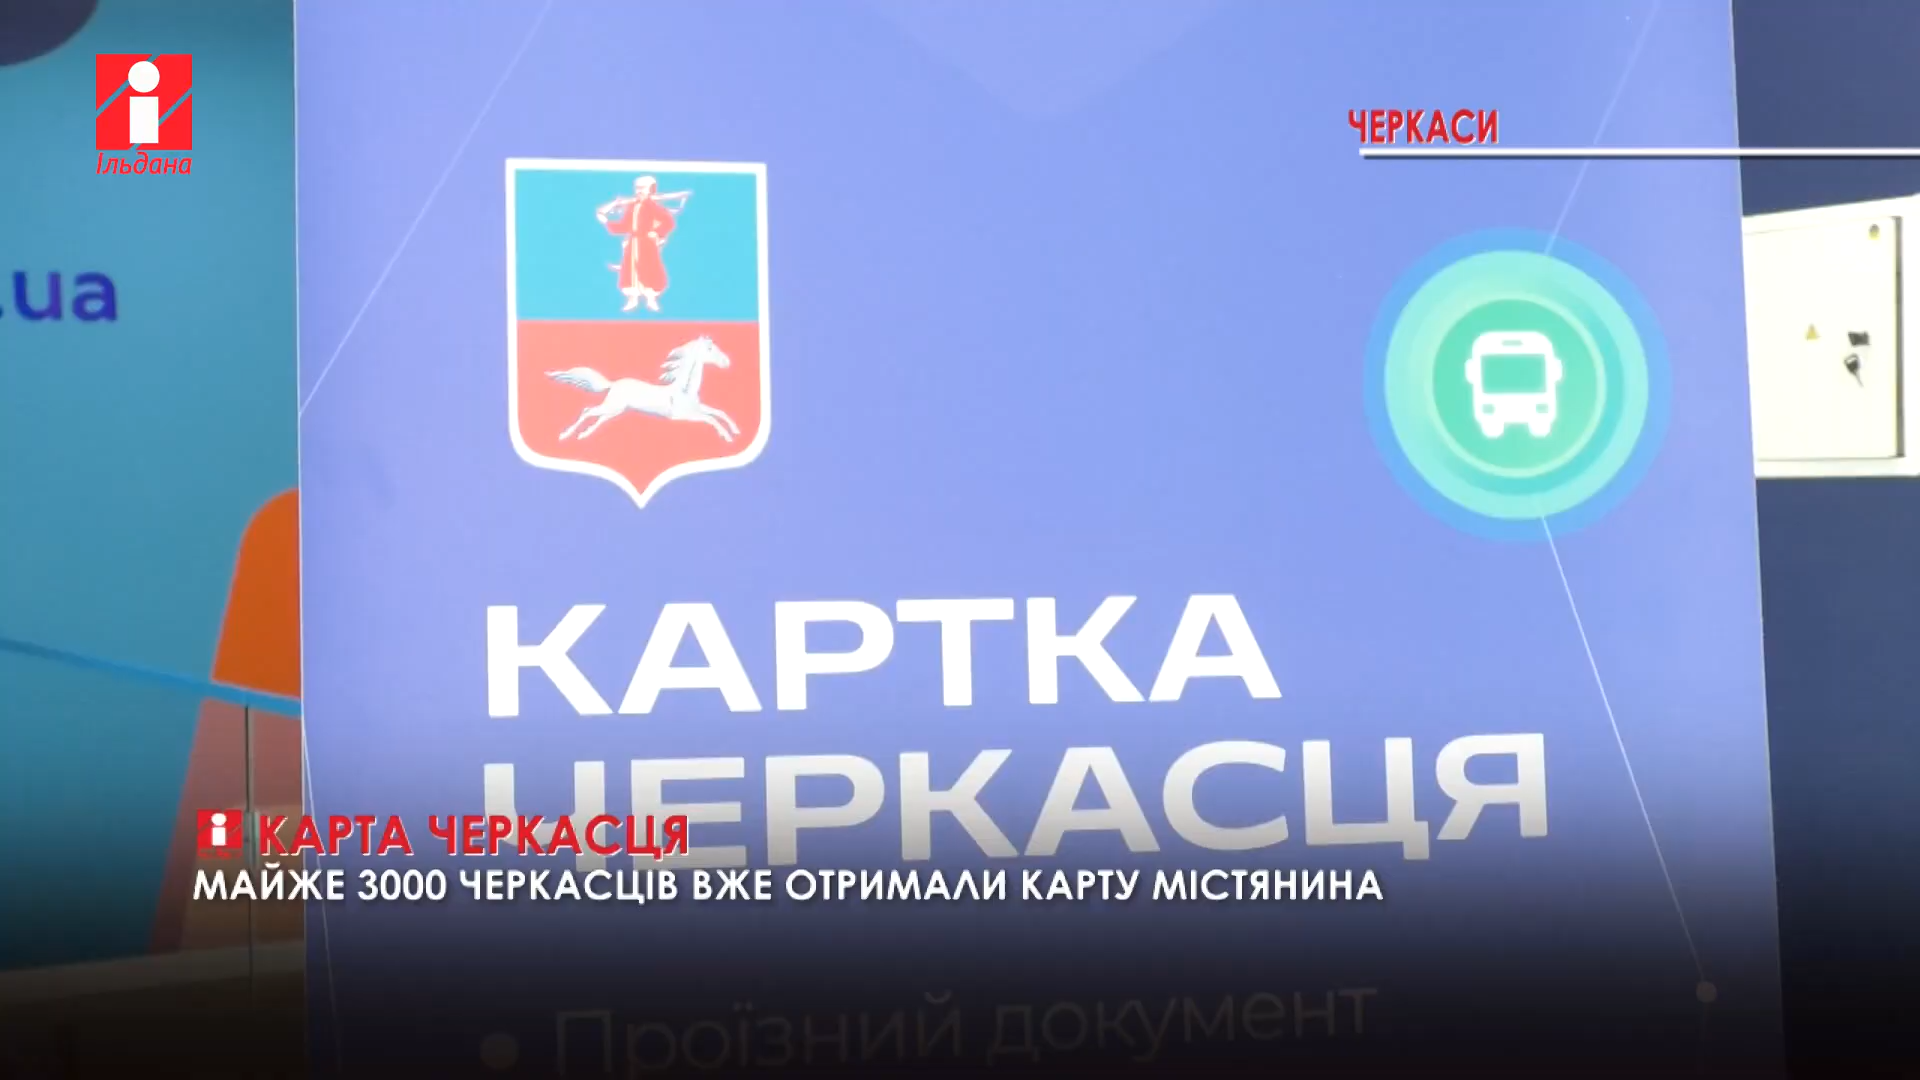 Ільдана
ЧЕРКАСИ
.ua
КАРТКА
ЧЕРКАСЦЯ
КАРТА ЧЕРКАСЦЯ
МАЙЖЕ 3000 ЧЕРКАСЦІВ ВЖЕ ОТРИМАЛИ КАРТУ МІСТЯНИНА
• Проїзний документ